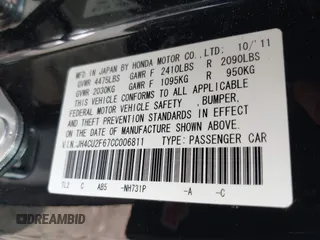 MFD. IN JAPAN BY HONDA MOTOR CO.,LTD. 10/'11
GVWR 4475LBS GAWR F 2410LBS R 2090LBS
GVWR 2030KG GAWR F 1095KG R 950KG
THIS VEHICLE CONFORMS TO ALL APPLICABLE
FEDERAL MOTOR VEHICLE SAFETY, BUMPER,
AND THEFT PREVENTION STANDARDS IN EFFECT
ON THE DATE OF MANUFACTURE SHOWN ABOVE.
V.I.N. JH4CU2F67CC006811 TYPE: PASSENGER CAR
TL2 C AB5 -NH731P -A -C
DREAMBID